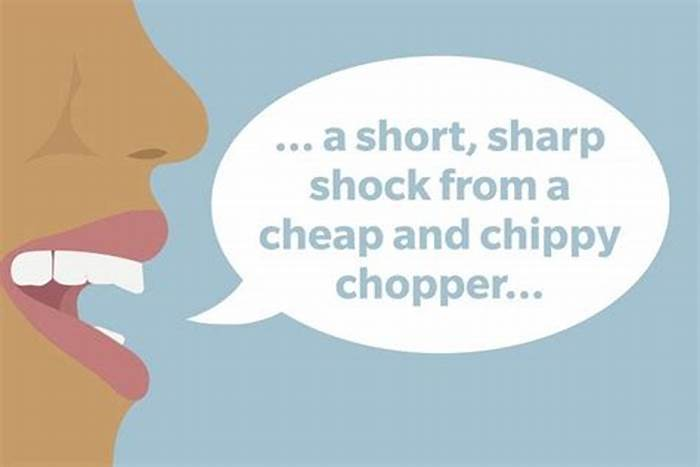 ... a short, sharp
shock from a
cheap and chippy
chopper...